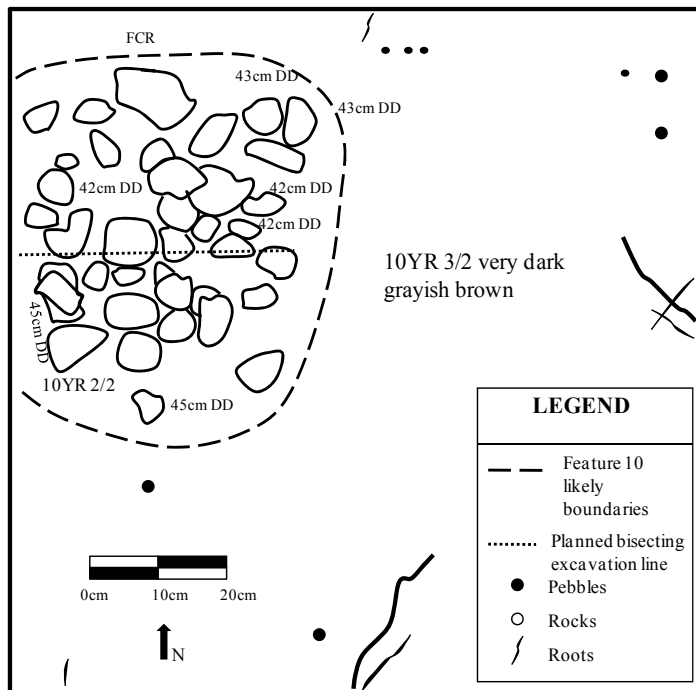 FCR
43cm DD
43cm DD
42cm DD
42cm DD
42cm DD
10YR 3/2 very dark
grayish brown
45cm DD
10YR 2/2
45cm DD
LEGEND
Feature 10
likely
boundaries
Planned bisecting
excavation line
Pebbles
Rocks
Roots
0cm 10cm 20cm
N